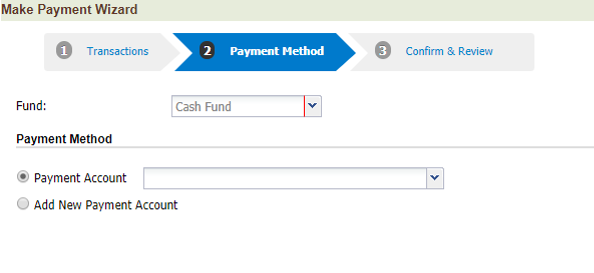 Make Payment Wizard
1 Transactions 2 Payment Method 3 Confirm & Review
Fund: Cash Fund
Payment Method
Payment Account
Add New Payment Account